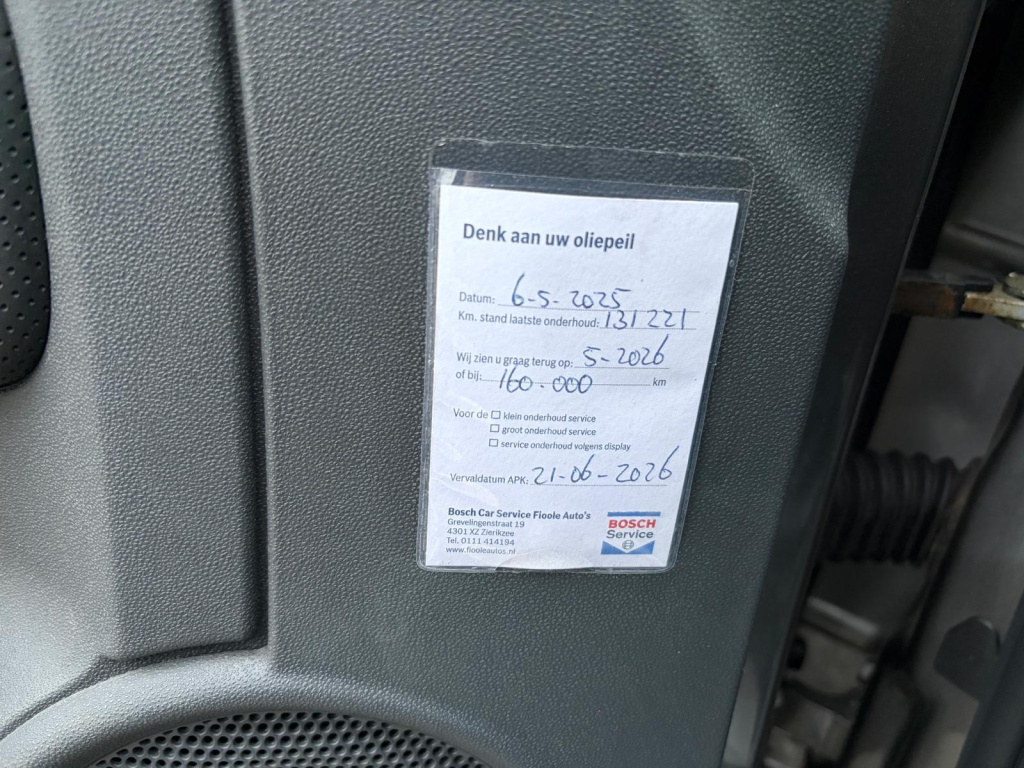 Denk aan uw oliepeil
Datum: 6-5-2025
Km. stand laatste onderhoud: 131221
Wij zien u graag terug op: 5-2026
of bij: 160.000 km
Voor de ☐ klein onderhoud service
☐ groot onderhoud service
☐ service onderhoud volgens display
Vervaldatum APK: 21-06-2026
Bosch Car Service Fioole Auto's
Grevelingenstraat 19
4301 XZ Zierikzee
Tel. 0111 414194
www.fiooleautos.nl
BOSCH
Service